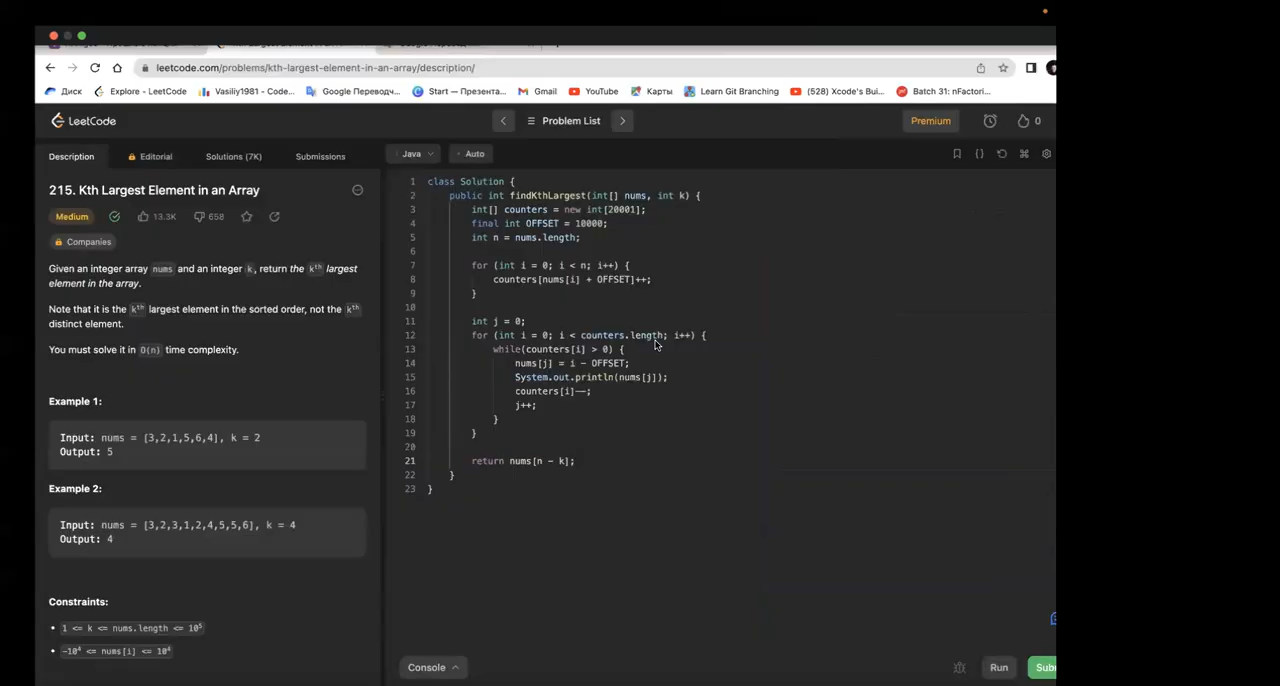 leetcode.com/problems/kth-largest-element-in-an-array/description/
Диск
Explore - LeetCode
Vasiliy1981 - Code...
Google Переводч...
Start — Презента...
Gmail
YouTube
Карты
Learn Git Branching
(528) Xcode's Bui...
Batch 31: nFactori...
LeetCode
Problem List
Premium
0
Description
Editorial
Solutions (7K)
Submissions
Java
Auto
215. Kth Largest Element in an Array
Medium
13.3K
658
Companies
Given an integer array nums and an integer k, return the kth largest
element in the array.
Note that it is the kth largest element in the sorted order, not the kth
distinct element.
You must solve it in O(n) time complexity.
Example 1:
Input: nums = [3,2,1,5,6,4], k = 2
Output: 5
Example 2:
Input: nums = [3,2,3,1,2,4,5,5,6], k = 4
Output: 4
Constraints:
• 1 <= k <= nums.length <= 10⁵
• -10⁴ <= nums[i] <= 10⁴
1 class Solution {
2 public int findKthLargest(int[] nums, int k) {
3 int[] counters = new int[20001];
4 final int OFFSET = 10000;
5 int n = nums.length;
6
7 for (int i = 0; i < n; i++) {
8 counters[nums[i] + OFFSET]++;
9 }
10
11 int j = 0;
12 for (int i = 0; i < counters.length; i++) {
13 while(counters[i] > 0) {
14 nums[j] = i - OFFSET;
15 System.out.println(nums[j]);
16 counters[i]--;
17 j++;
18 }
19 }
20
21 return nums[n - k];
22 }
23 }
Console
Run
Sub